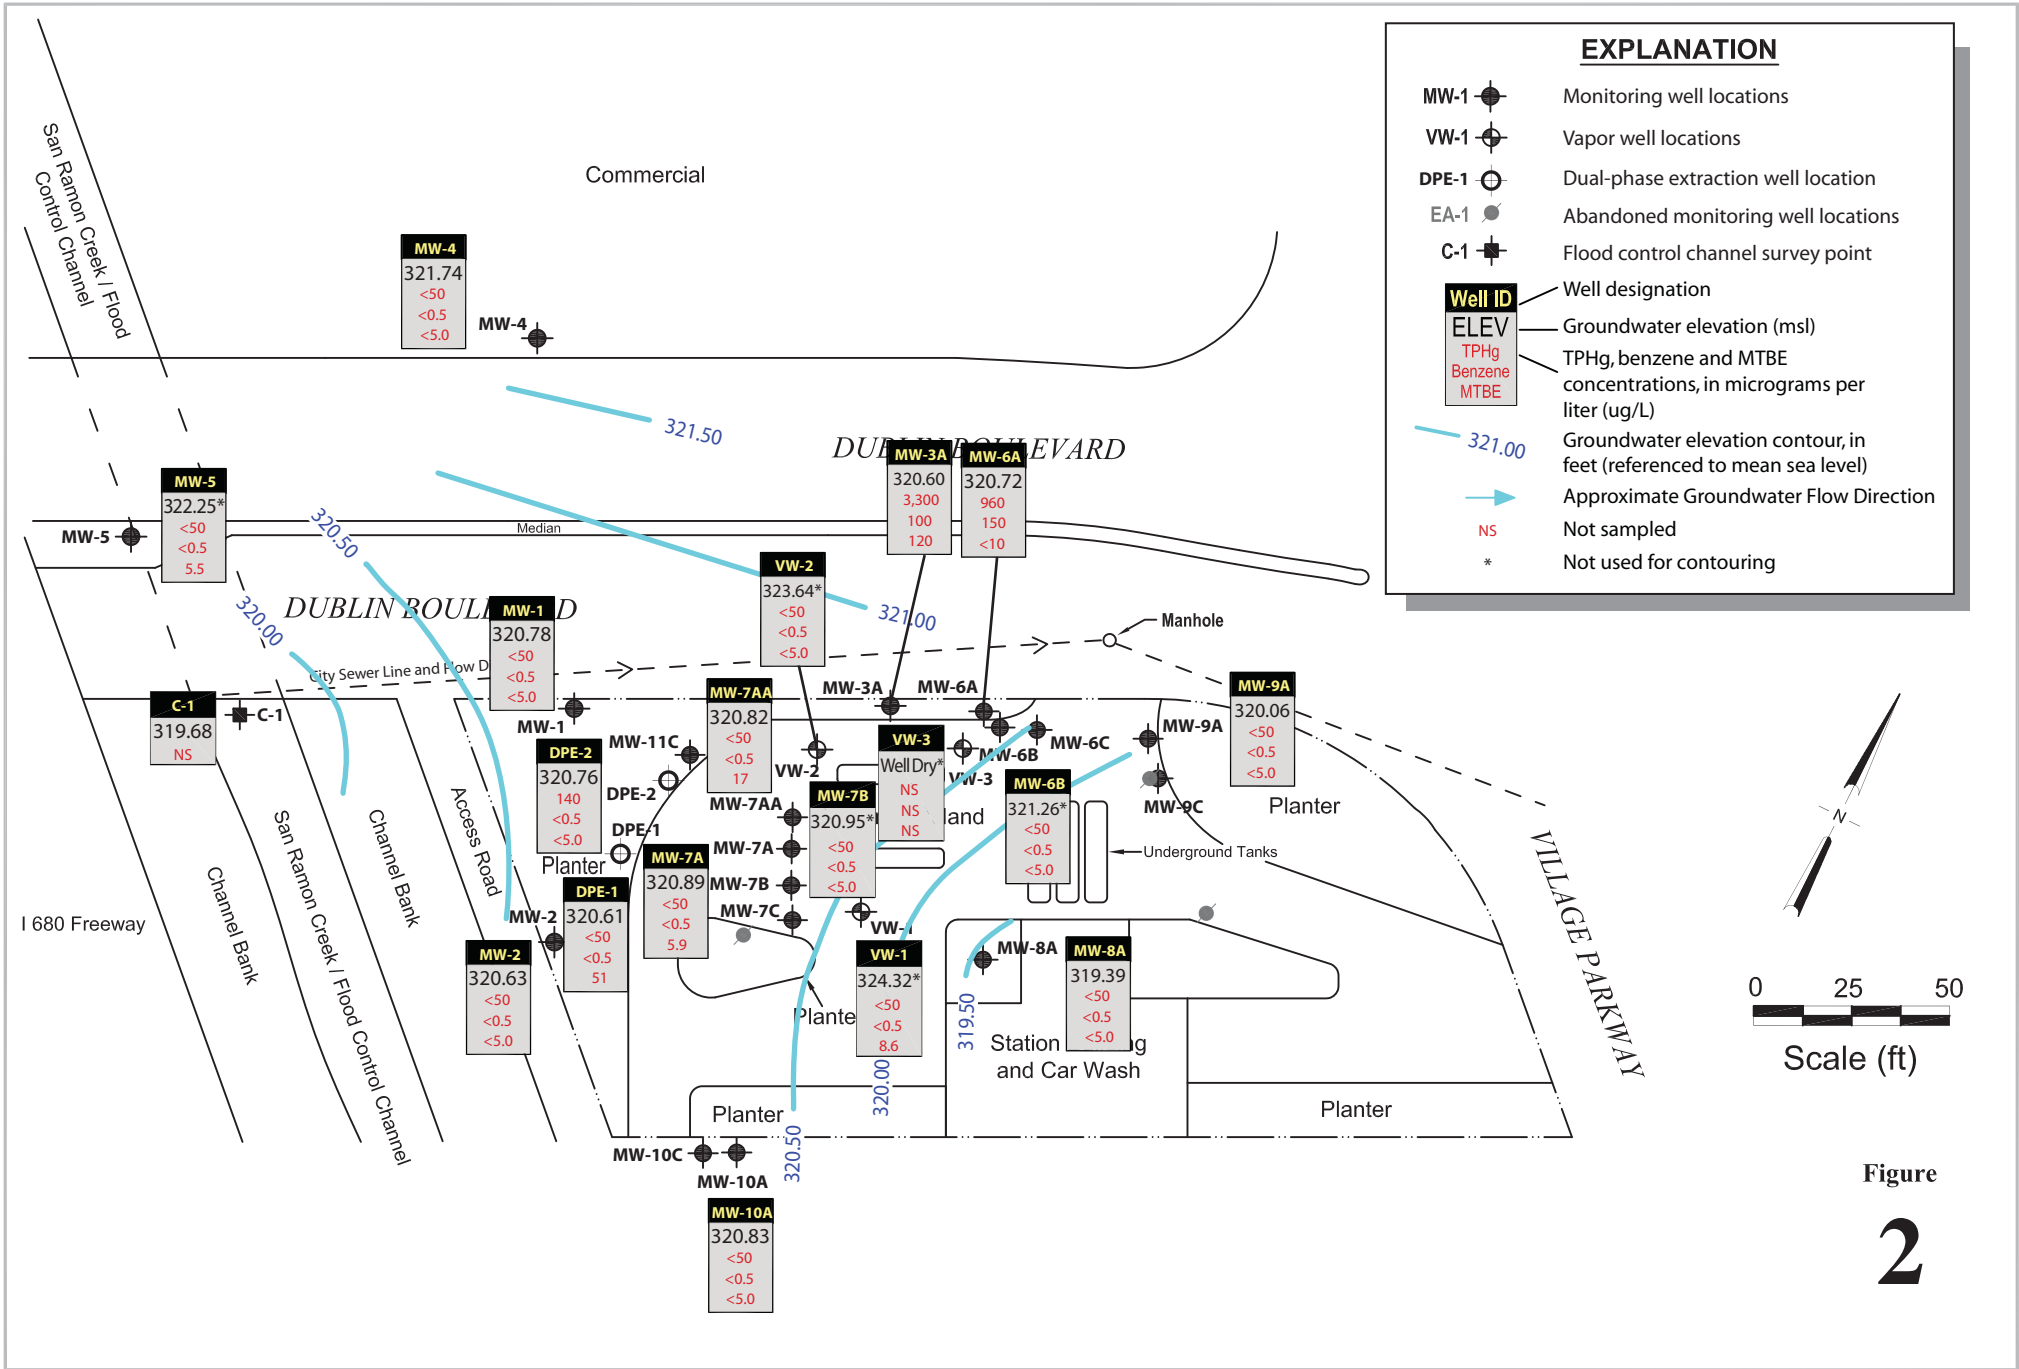 EXPLANATION
MW-1
Monitoring well locations
VW-1
Vapor well locations
DPE-1
Dual-phase extraction well location
EA-1
Abandoned monitoring well locations
C-1
Flood control channel survey point
Well ID
ELEV
TPHg
Benzene
MTBE
Well designation
Groundwater elevation (msl)
TPHg, benzene and MTBE
concentrations, in micrograms per
liter (ug/L)
321.00
Groundwater elevation contour, in
feet (referenced to mean sea level)
Approximate Groundwater Flow Direction
NS
Not sampled
*
Not used for contouring
San Ramon Creek / Flood
Control Channel
Commercial
MW-4
321.74
<50
<0.5
<5.0
MW-4
321.50
DUBLIN BOULEVARD
MW-3A
320.60
3,300
100
120
MW-6A
320.72
960
150
<10
MW-5
322.25*
<50
<0.5
5.5
MW-5
320.50
Median
VW-2
323.64*
<50
<0.5
<5.0
321.00
320.00
DUBLIN BOUL
D
MW-1
320.78
<50
<0.5
<5.0
Manhole
City Sewer Line and Flow D
C-1
319.68
NS
C-1
MW-1
MW-7AA
320.82
<50
<0.5
17
MW-3A
MW-6A
MW-9A
320.06
<50
<0.5
<5.0
MW-11C
DPE-2
320.76
140
<0.5
<5.0
DPE-2
VW-2
VW-3
Well Dry*
NS
NS
NS
VW-3
MW-6B
MW-6C
MW-9A
MW-9C
Planter
MW-6B
321.26*
<50
<0.5
<5.0
MW-7AA
MW-7B
320.95*
<50
<0.5
<5.0
land
DPE-1
Planter
MW-7A
320.89
<50
<0.5
5.9
MW-7A
MW-7B
MW-7C
Underground Tanks
DPE-1
320.61
<50
<0.5
51
MW-2
MW-2
320.63
<50
<0.5
<5.0
VW-1
VW-1
324.32*
<50
<0.5
8.6
MW-8A
MW-8A
319.39
<50
<0.5
<5.0
Plante
319.50
320.00
Station
g
and Car Wash
Planter
Planter
320.50
MW-10C
MW-10A
MW-10A
320.83
<50
<0.5
<5.0
I 680 Freeway
Channel Bank
San Ramon Creek / Flood Control Channel
Channel Bank
Access Road
VILLAGE PARKWAY
N
0 25 50
Scale (ft)
Figure
2